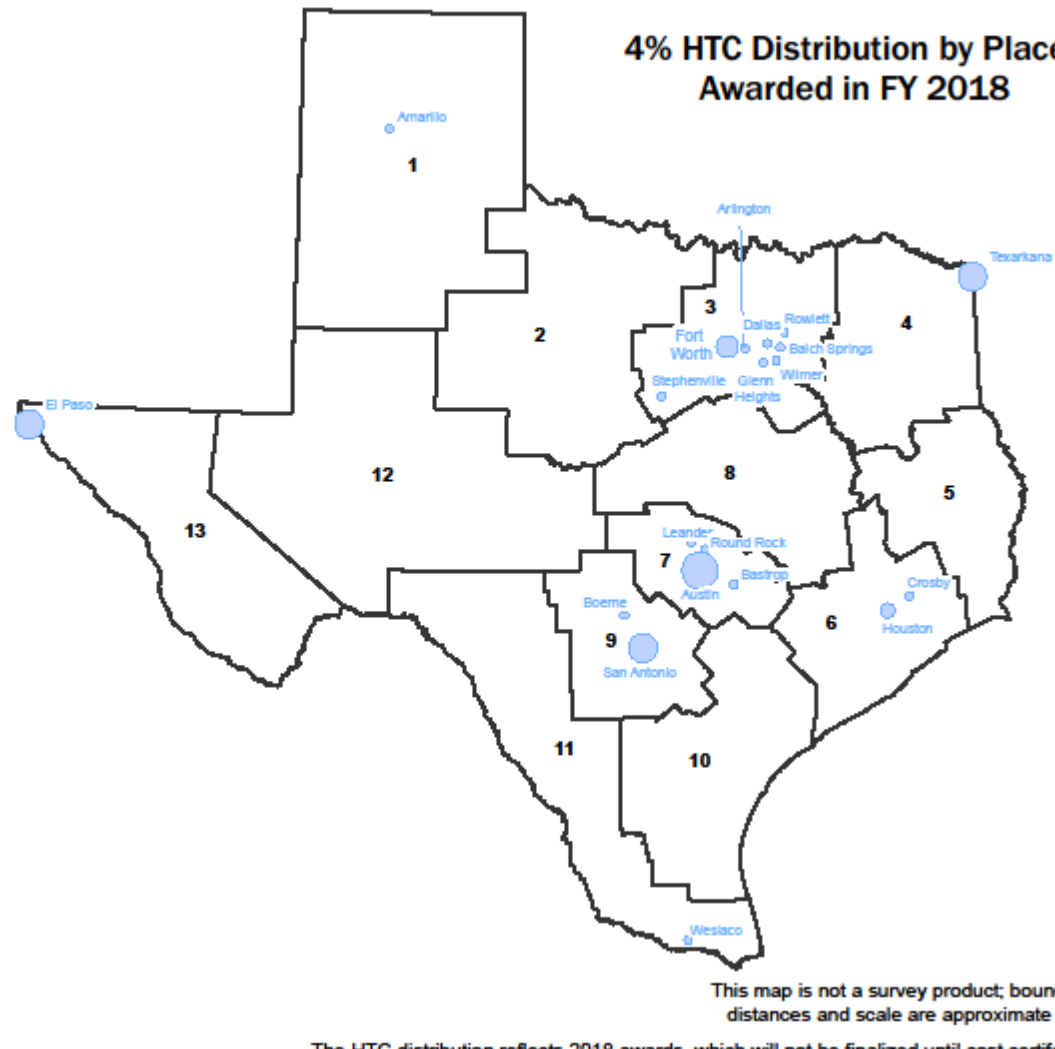 4% HTC Distribution by Place
Awarded in FY 2018
Amarillo
1
Arlington
Texarkana
2
3
4
Dallas
Rowlett
Fort
Worth
Balch Springs
Wilmer
Stephenville
Glenn
Heights
El Paso
12
8
5
13
Leander
Round Rock
7
Bastrop
Austin
Crosby
Boerne
6
Houston
9
San Antonio
11
10
Weslaco
This map is not a survey product; boun
distances and scale are approximate